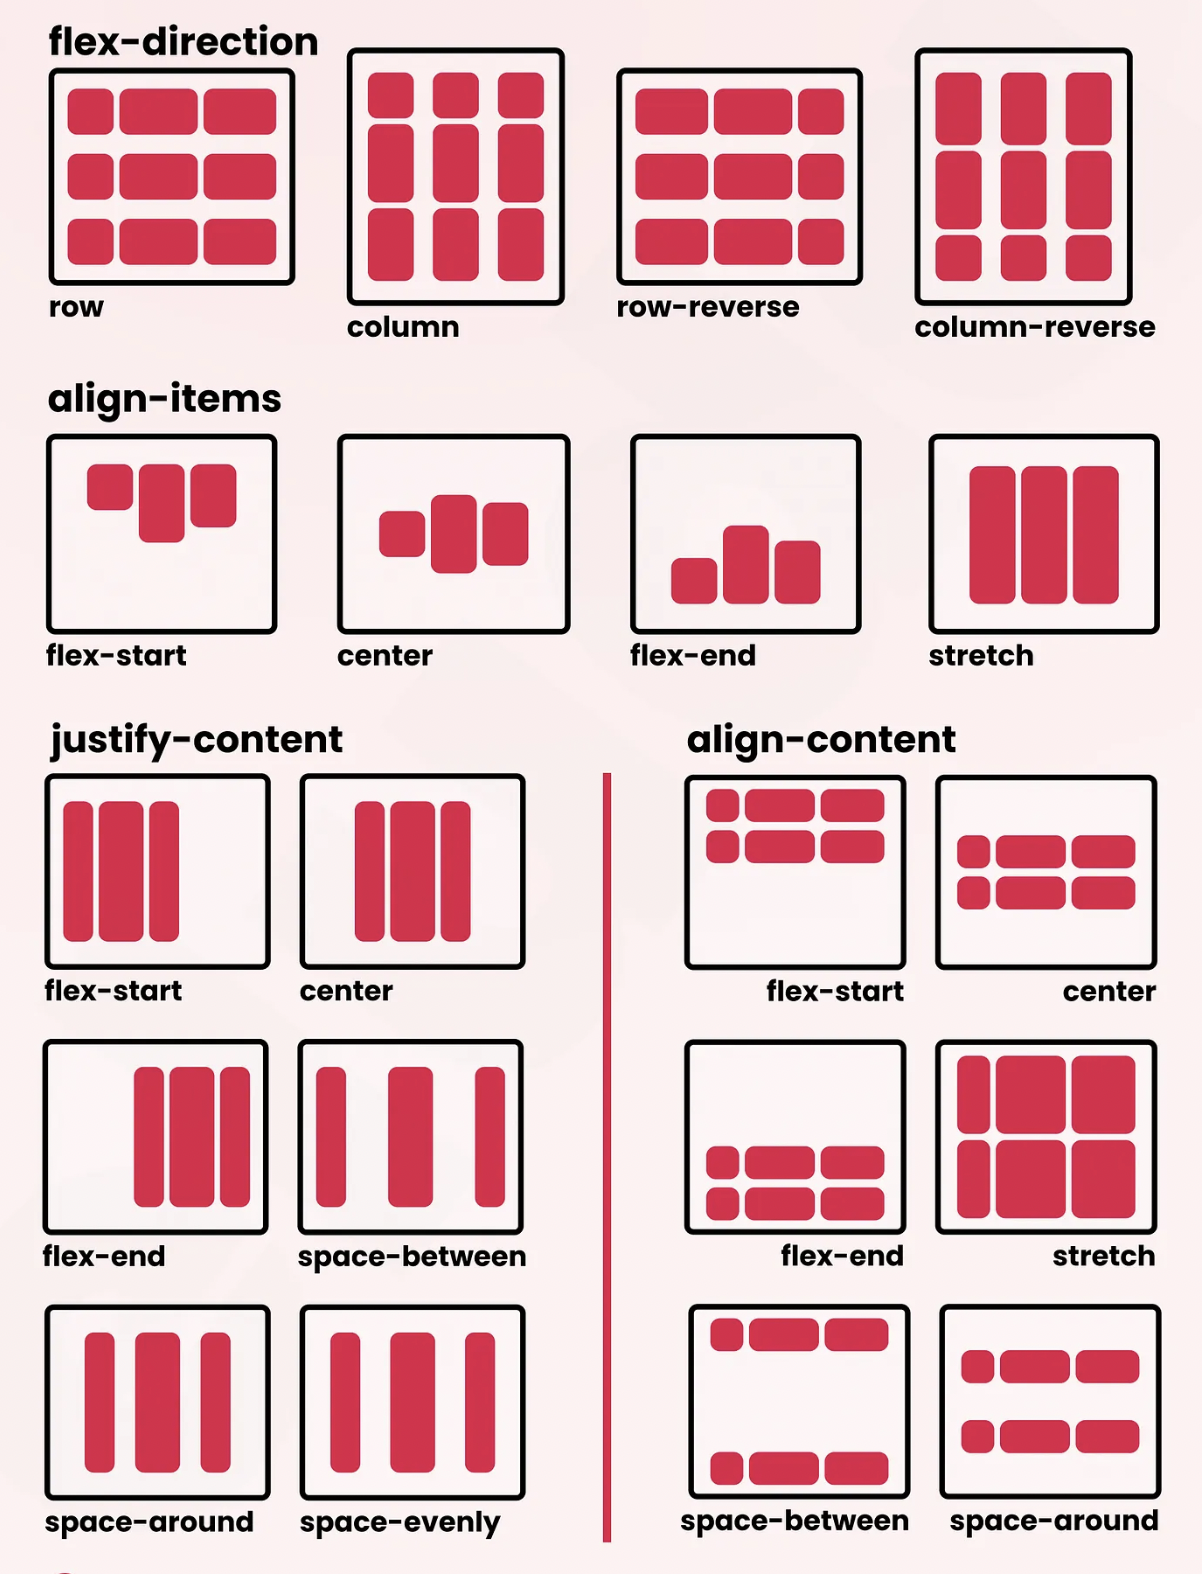 flex-direction
row
column
row-reverse
column-reverse
align-items
flex-start
center
flex-end
stretch
justify-content
flex-start
center
flex-end
space-between
space-around
space-evenly
align-content
flex-start
center
flex-end
stretch
space-between
space-around